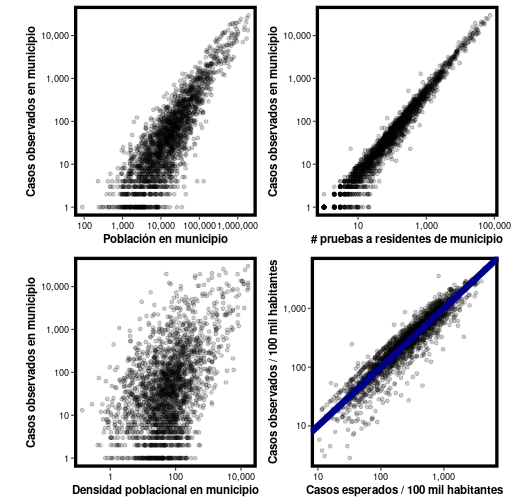 Casos observados en municipio
10,000
1,000
100
10
1
100 1,000 10,000 100,000 1,000,000
Población en municipio
Casos observados en municipio
10,000
1,000
100
10
1
10 1,000 100,000
# pruebas a residentes de municipio
Casos observados en municipio
10,000
1,000
100
10
1
1 100 10,000
Densidad poblacional en municipio
Casos observados / 100 mil habitantes
1,000
100
10
10 100 1,000
Casos esperados / 100 mil habitantes